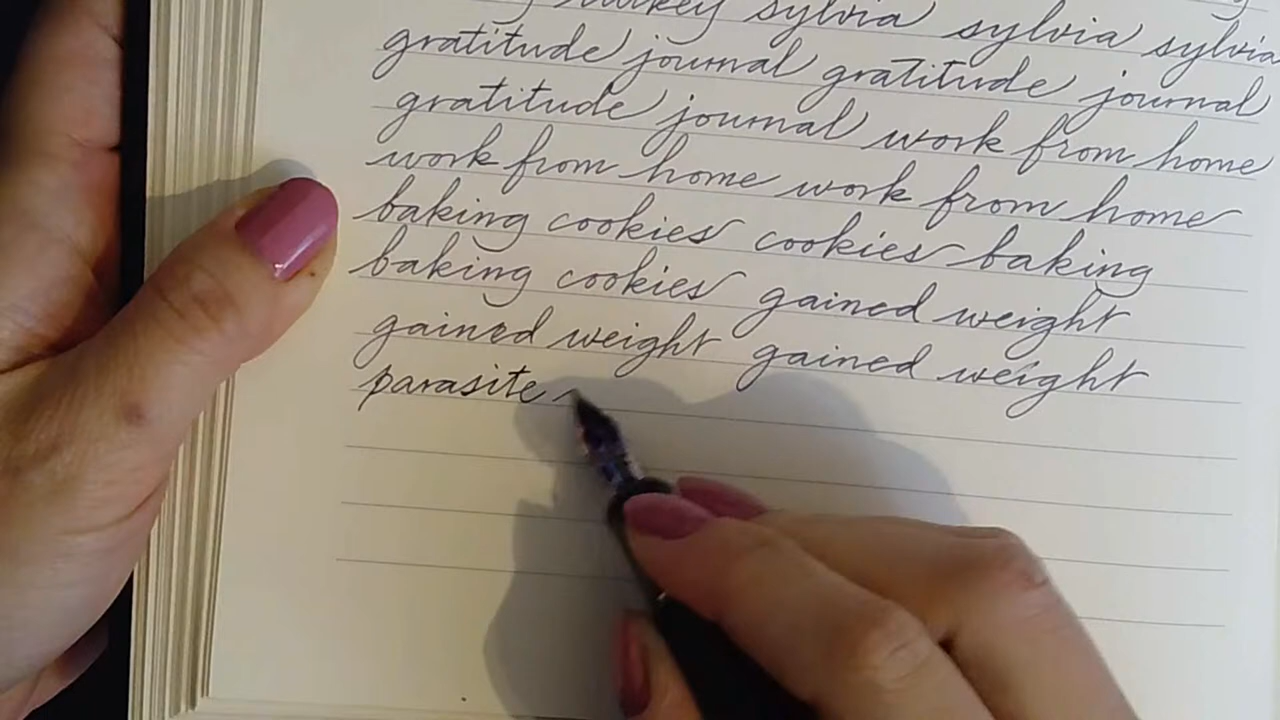 sylvia sylvia sylvia
gratitude journal gratitude journal
gratitude journal work from home
work from home work from home
baking cookies cookies baking
baking cookies gained weight
gained weight gained weight
parasite